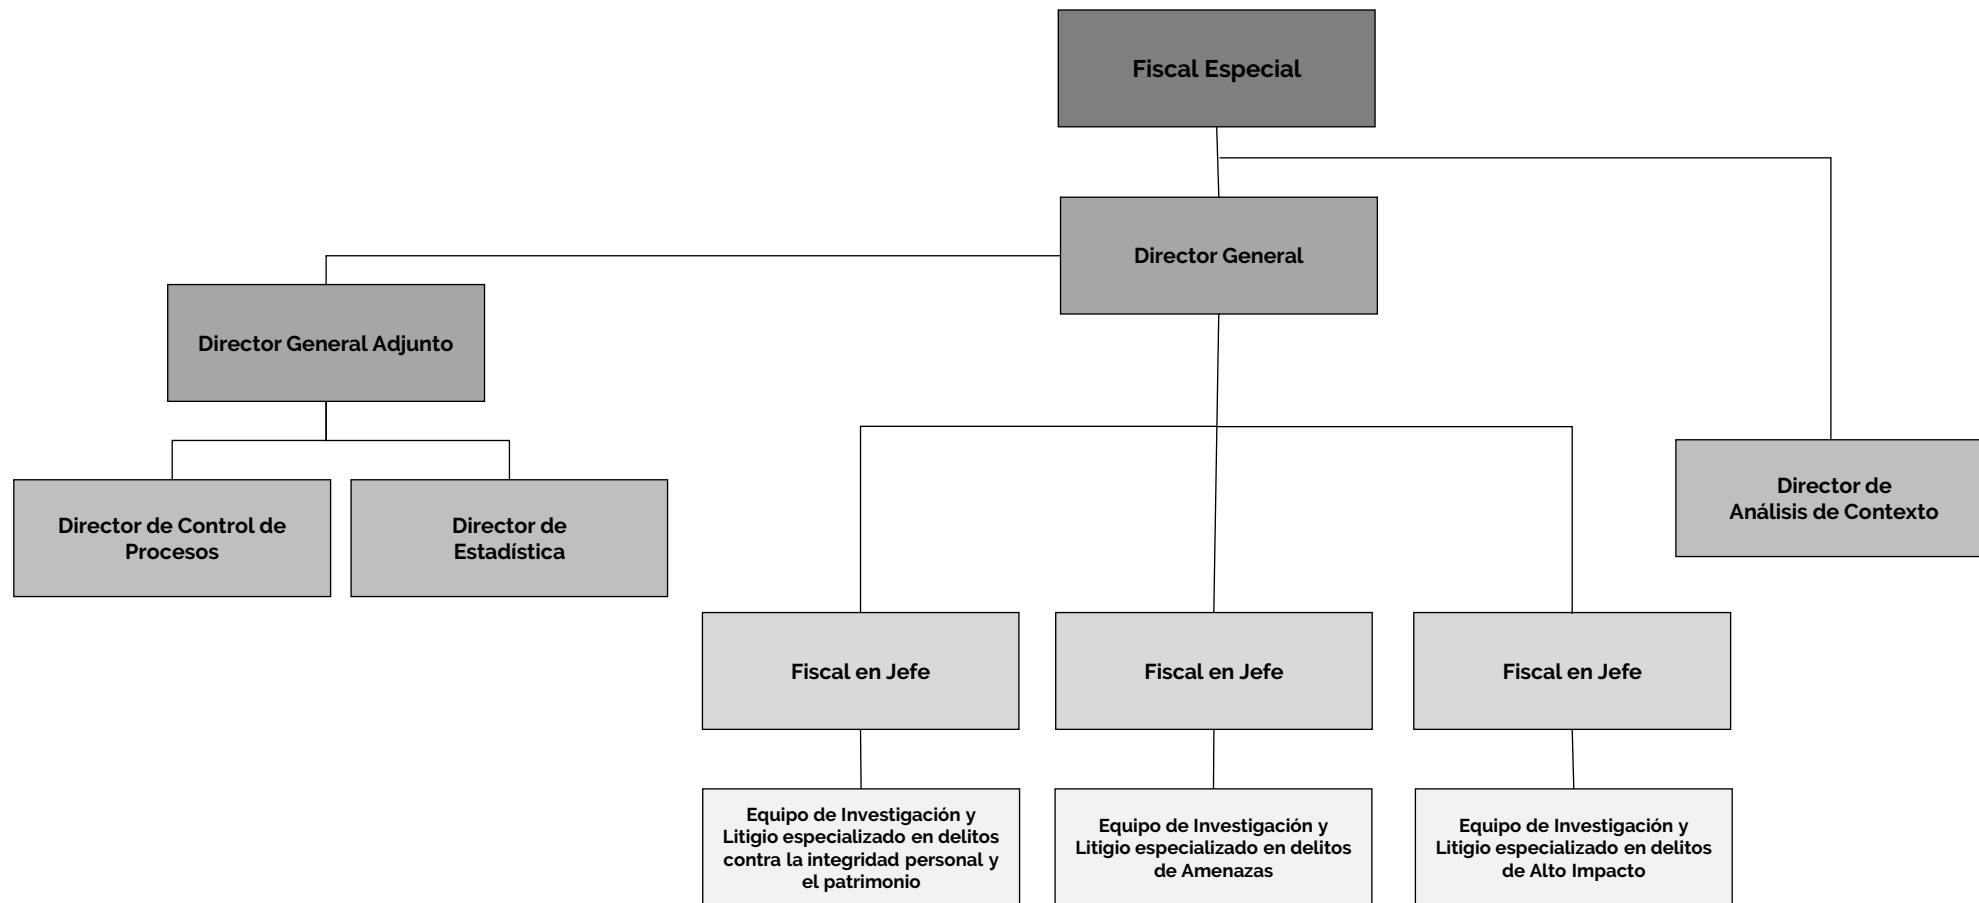 Fiscal Especial
Director General
Director General Adjunto
Director de Control de
Procesos
Director de
Estadística
Director de
Análisis de Contexto
Fiscal en Jefe
Fiscal en Jefe
Fiscal en Jefe
Equipo de Investigación y
Litigio especializado en delitos
contra la integridad personal y
el patrimonio
Equipo de Investigación y
Litigio especializado en delitos
de Amenazas
Equipo de Investigación y
Litigio especializado en delitos
de Alto Impacto